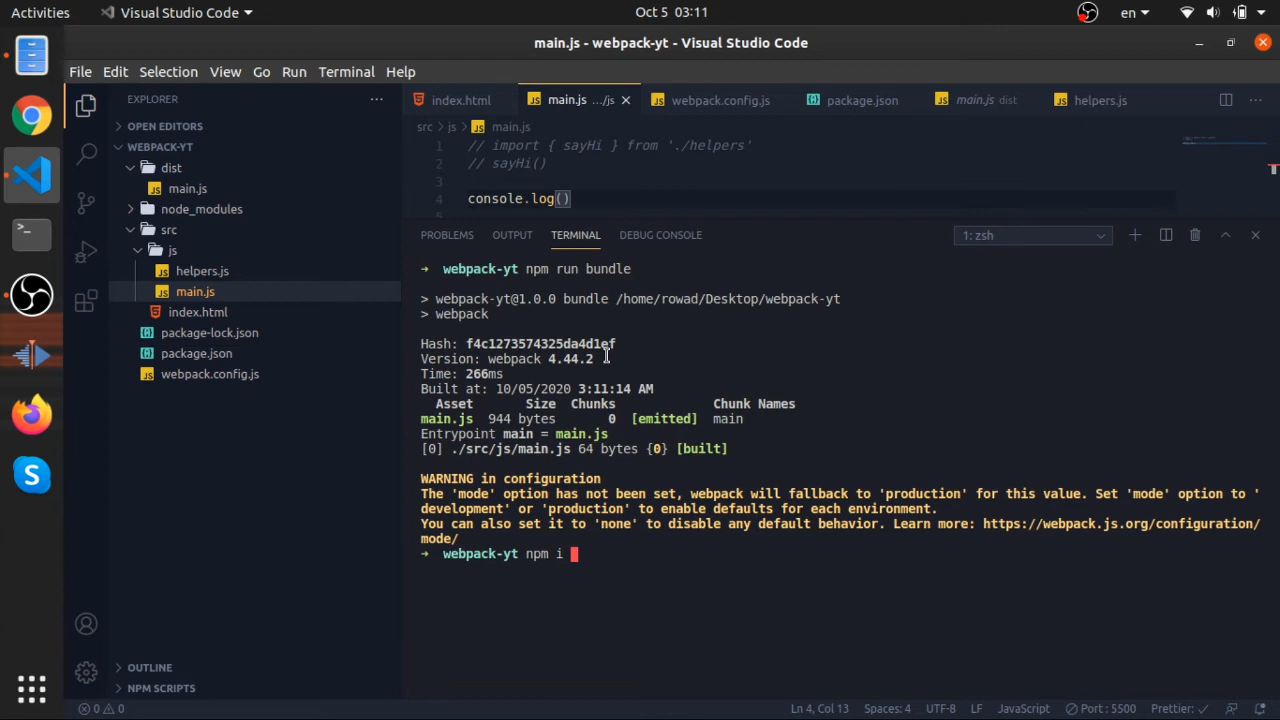 Activities
Visual Studio Code
Oct 5 03:11
en
main.js - webpack-yt - Visual Studio Code
File Edit Selection View Go Run Terminal Help
EXPLORER
OPEN EDITORS
WEBPACK-YT
dist
main.js
node_modules
src
js
helpers.js
main.js
index.html
package-lock.json
package.json
webpack.config.js
OUTLINE
NPM SCRIPTS
index.html
main.js .../js
webpack.config.js
package.json
main.js dist
helpers.js
src js main.js
1 // import { sayHi } from './helpers'
2 // sayHi()
3
4 console.log()
5
PROBLEMS OUTPUT TERMINAL DEBUG CONSOLE
1: zsh
→ webpack-yt npm run bundle
> webpack-yt@1.0.0 bundle /home/rowad/Desktop/webpack-yt
> webpack
Hash: f4c1273574325da4d1ef
Version: webpack 4.44.2
Time: 266ms
Built at: 10/05/2020 3:11:14 AM
Asset Size Chunks Chunk Names
main.js 944 bytes 0 [emitted] main
Entrypoint main = main.js
[0] ./src/js/main.js 64 bytes {0} [built]
WARNING in configuration
The 'mode' option has not been set, webpack will fallback to 'production' for this value. Set 'mode' option to '
development' or 'production' to enable defaults for each environment.
You can also set it to 'none' to disable any default behavior. Learn more: https://webpack.js.org/configuration/
mode/
→ webpack-yt npm i
0 0
Ln 4, Col 13
Spaces: 4
UTF-8
LF
JavaScript
Port : 5500
Prettier: ✓